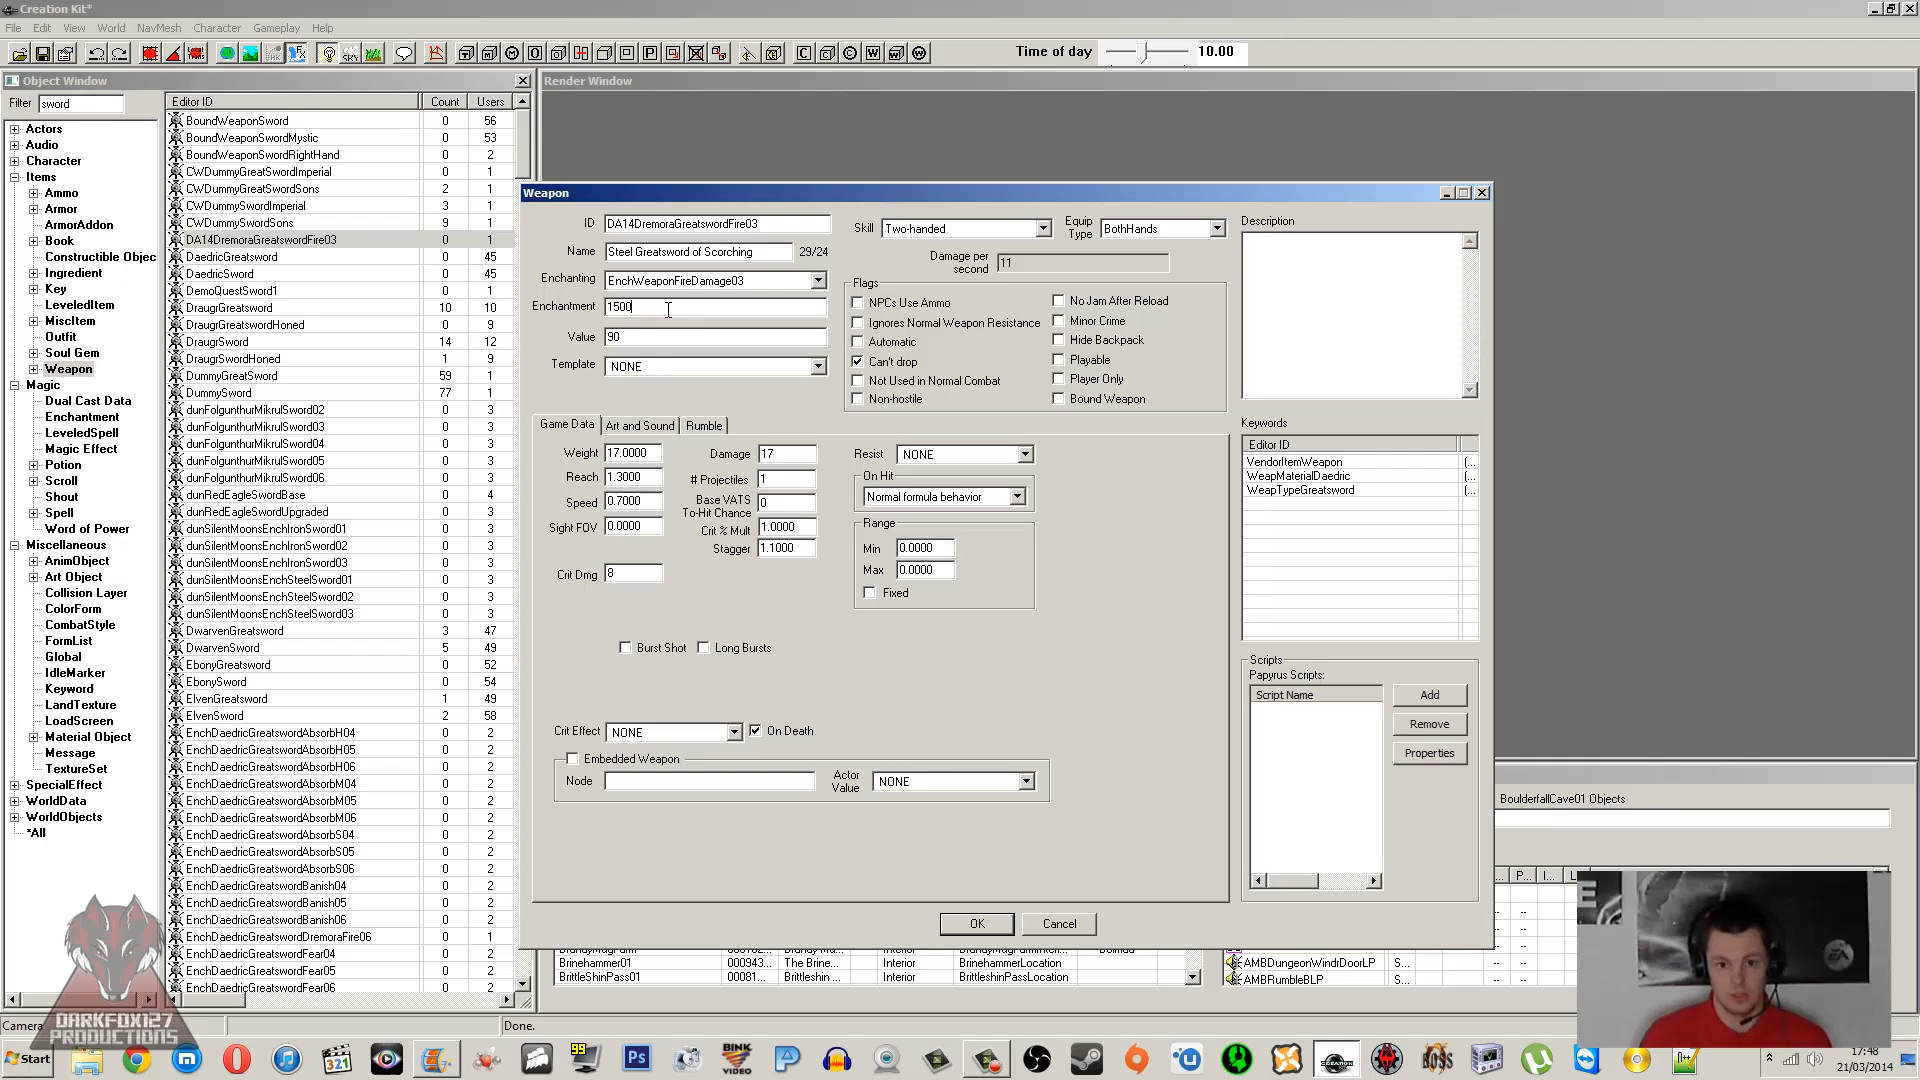 Creation Kit*
File Edit View World NavMesh Character Gameplay Help
Time of day 10.00
Object Window
Render Window
Filter sword
Editor ID Count Users
Actors
Audio
Character
Items
Ammo
Armor
ArmorAddon
Book
Constructible Objec
Ingredient
Key
LeveledItem
MiscItem
Outfit
Soul Gem
Weapon
Magic
Dual Cast Data
Enchantment
LeveledSpell
Magic Effect
Potion
Scroll
Shout
Spell
Word of Power
Miscellaneous
AnimObject
Art Object
Collision Layer
ColorForm
CombatStyle
FormList
Global
IdleMarker
Keyword
LandTexture
LoadScreen
Material Object
Message
TextureSet
SpecialEffect
WorldData
WorldObjects
*All
BoundWeaponSword 0 56
BoundWeaponSwordMystic 0 53
BoundWeaponSwordRightHand 0 2
CWDummyGreatSwordImperial 0 1
CWDummyGreatSwordSons 2 1
CWDummySwordImperial 3 1
CWDummySwordSons 9 1
DA14DremoraGreatswordFire03 0 1
DaedricGreatsword 0 45
DaedricSword 0 45
DemoQuestSword1 0 1
DraugrGreatsword 10 10
DraugrGreatswordHoned 0 9
DraugrSword 14 12
DraugrSwordHoned 1 9
DummyGreatSword 59 1
DummySword 77 1
dunFolgunthurMikrulSword02 0 3
dunFolgunthurMikrulSword03 0 3
dunFolgunthurMikrulSword04 0 3
dunFolgunthurMikrulSword05 0 3
dunFolgunthurMikrulSword06 0 3
dunRedEagleSwordBase 0 4
dunRedEagleSwordUpgraded 0 3
dunSilentMoonsEnchIronSword01 0 3
dunSilentMoonsEnchIronSword02 0 3
dunSilentMoonsEnchIronSword03 0 3
dunSilentMoonsEnchSteelSword01 0 3
dunSilentMoonsEnchSteelSword02 0 3
dunSilentMoonsEnchSteelSword03 0 3
DwarvenGreatsword 3 47
DwarvenSword 5 49
EbonyGreatsword 0 52
EbonySword 0 54
ElvenGreatsword 1 49
ElvenSword 2 58
EnchDaedricGreatswordAbsorbH04 0 2
EnchDaedricGreatswordAbsorbH05 0 2
EnchDaedricGreatswordAbsorbH06 0 2
EnchDaedricGreatswordAbsorbM04 0 2
EnchDaedricGreatswordAbsorbM05 0 2
EnchDaedricGreatswordAbsorbM06 0 2
EnchDaedricGreatswordAbsorbS04 0 2
EnchDaedricGreatswordAbsorbS05 0 2
EnchDaedricGreatswordAbsorbS06 0 2
EnchDaedricGreatswordBanish04 0 2
EnchDaedricGreatswordBanish05 0 2
EnchDaedricGreatswordBanish06 0 2
EnchDaedricGreatswordDremoraFire06 0 1
EnchDaedricGreatswordFear04 0 2
EnchDaedricGreatswordFear05 0 2
EnchDaedricGreatswordFear06 0 2
Weapon
ID DA14DremoraGreatswordFire03
Name Steel Greatsword of Scorching 29/24
Enchanting EnchWeaponFireDamage03
Enchantment 1500
Value 90
Template NONE
Skill Two-handed Equip Type BothHands
Damage per second 11
Flags
NPCs Use Ammo
Ignores Normal Weapon Resistance
Automatic
Can't drop
Not Used in Normal Combat
Non-hostile
No Jam After Reload
Minor Crime
Hide Backpack
Playable
Player Only
Bound Weapon
Description
Game Data Art and Sound Rumble
Weight 17.0000
Reach 1.3000
Speed 0.7000
Sight FOV 0.0000
Crit Dmg 8
Damage 17
# Projectiles 1
Base VATS To-Hit Chance 0
Crit % Mult 1.0000
Stagger 1.1000
Resist NONE
On Hit
Normal formula behavior
Range
Min 0.0000
Max 0.0000
Fixed
Burst Shot Long Bursts
Crit Effect NONE On Death
Embedded Weapon
Node Actor Value NONE
Keywords
Editor ID
VendorItemWeapon (...
WeapMaterialDaedric (...
WeapTypeGreatsword (...
Scripts
Papyrus Scripts:
Script Name
Add
Remove
Properties
OK Cancel
BoulderfallCave01 Objects
P... I... L
Brinehammer01 000943... The Brine... Interior BrinehammerLocation
BrittleShinPass01 00081... Brittleshin ... Interior BrittleshinPassLocation
AMBDungeonWindrDoorLP S...
AMBRumbleBLP S...
EA
DARKFOX127
PRODUCTIONS
Camera
Done.
Start
321
99
Ps
BINK
VIDEO
CREATION
BOSS
17:48
21/03/2014